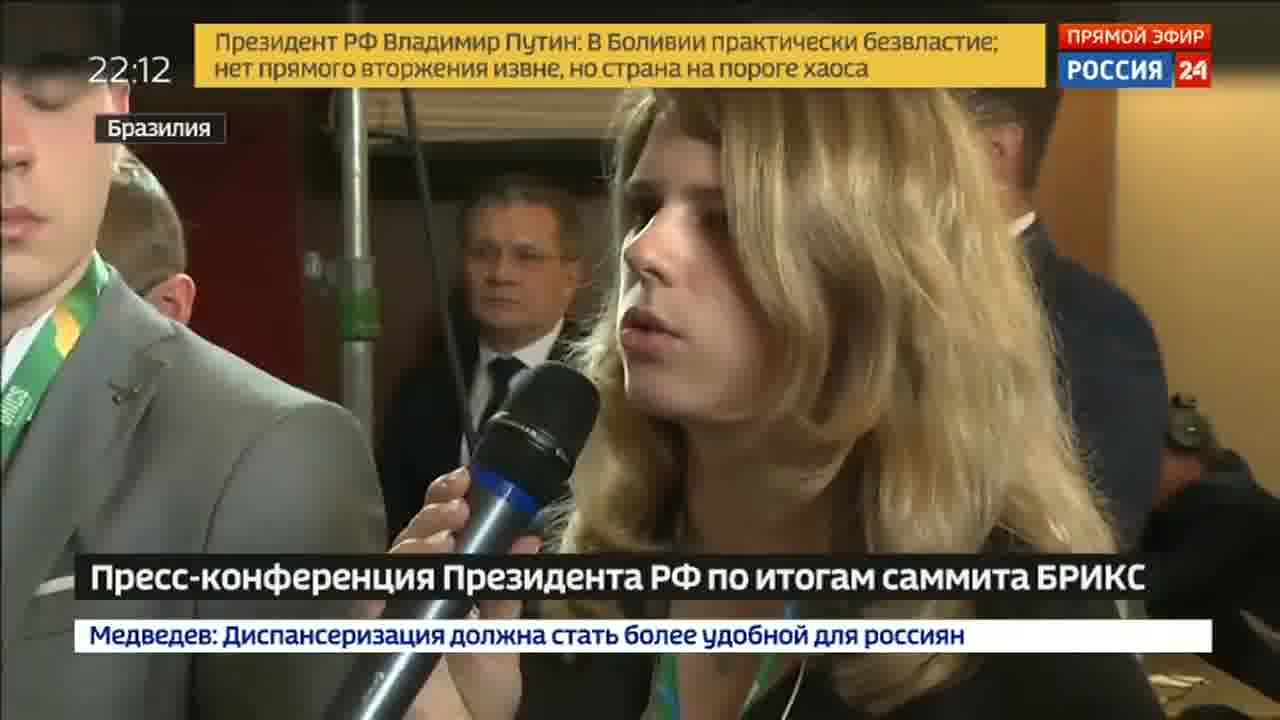 22:12
Президент РФ Владимир Путин: В Боливии практически безвластие;
нет прямого вторжения извне, но страна на пороге хаоса
ПРЯМОЙ ЭФИР
РОССИЯ 24
Бразилия
Пресс-конференция Президента РФ по итогам саммита БРИКС
Медведев: Диспансеризация должна стать более удобной для россиян